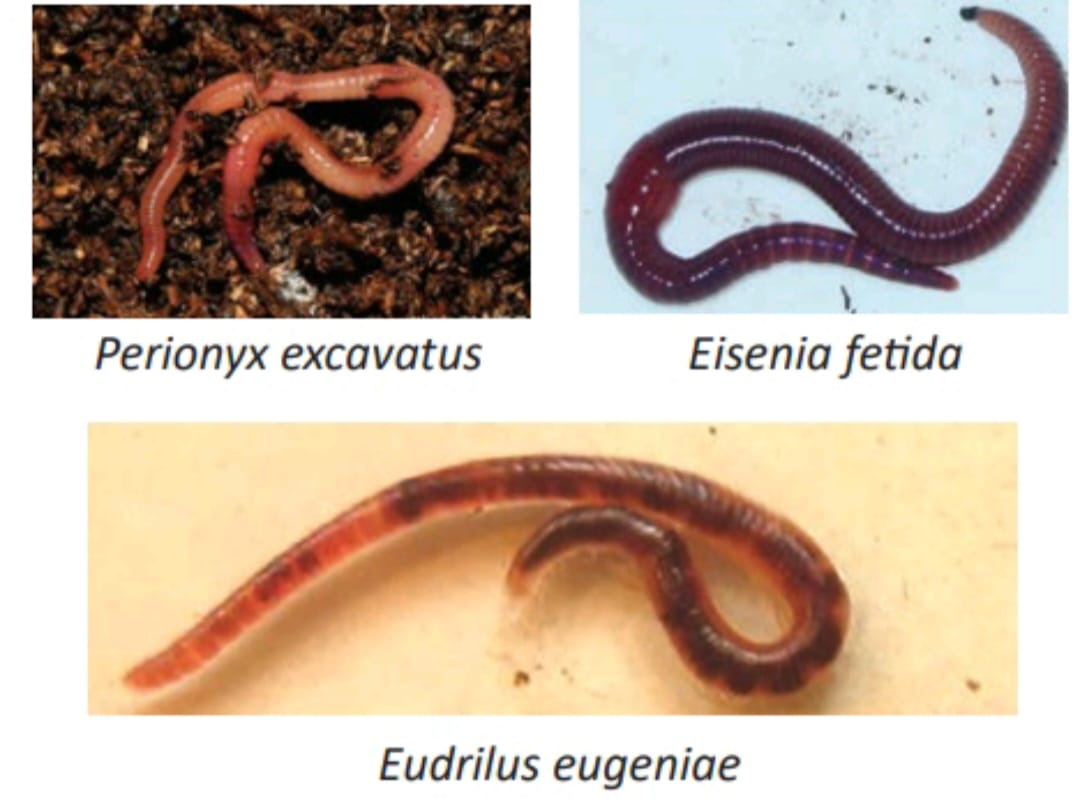 Perionyx excavatus
Eisenia fetida
Eudrilus eugeniae